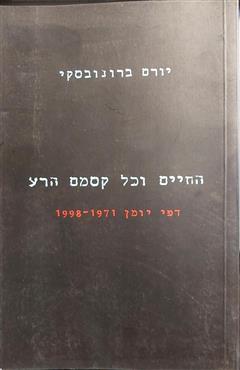 יורם ברונובסקי
החיים וכל קסמם הרע
דפי יומן 1971-1998